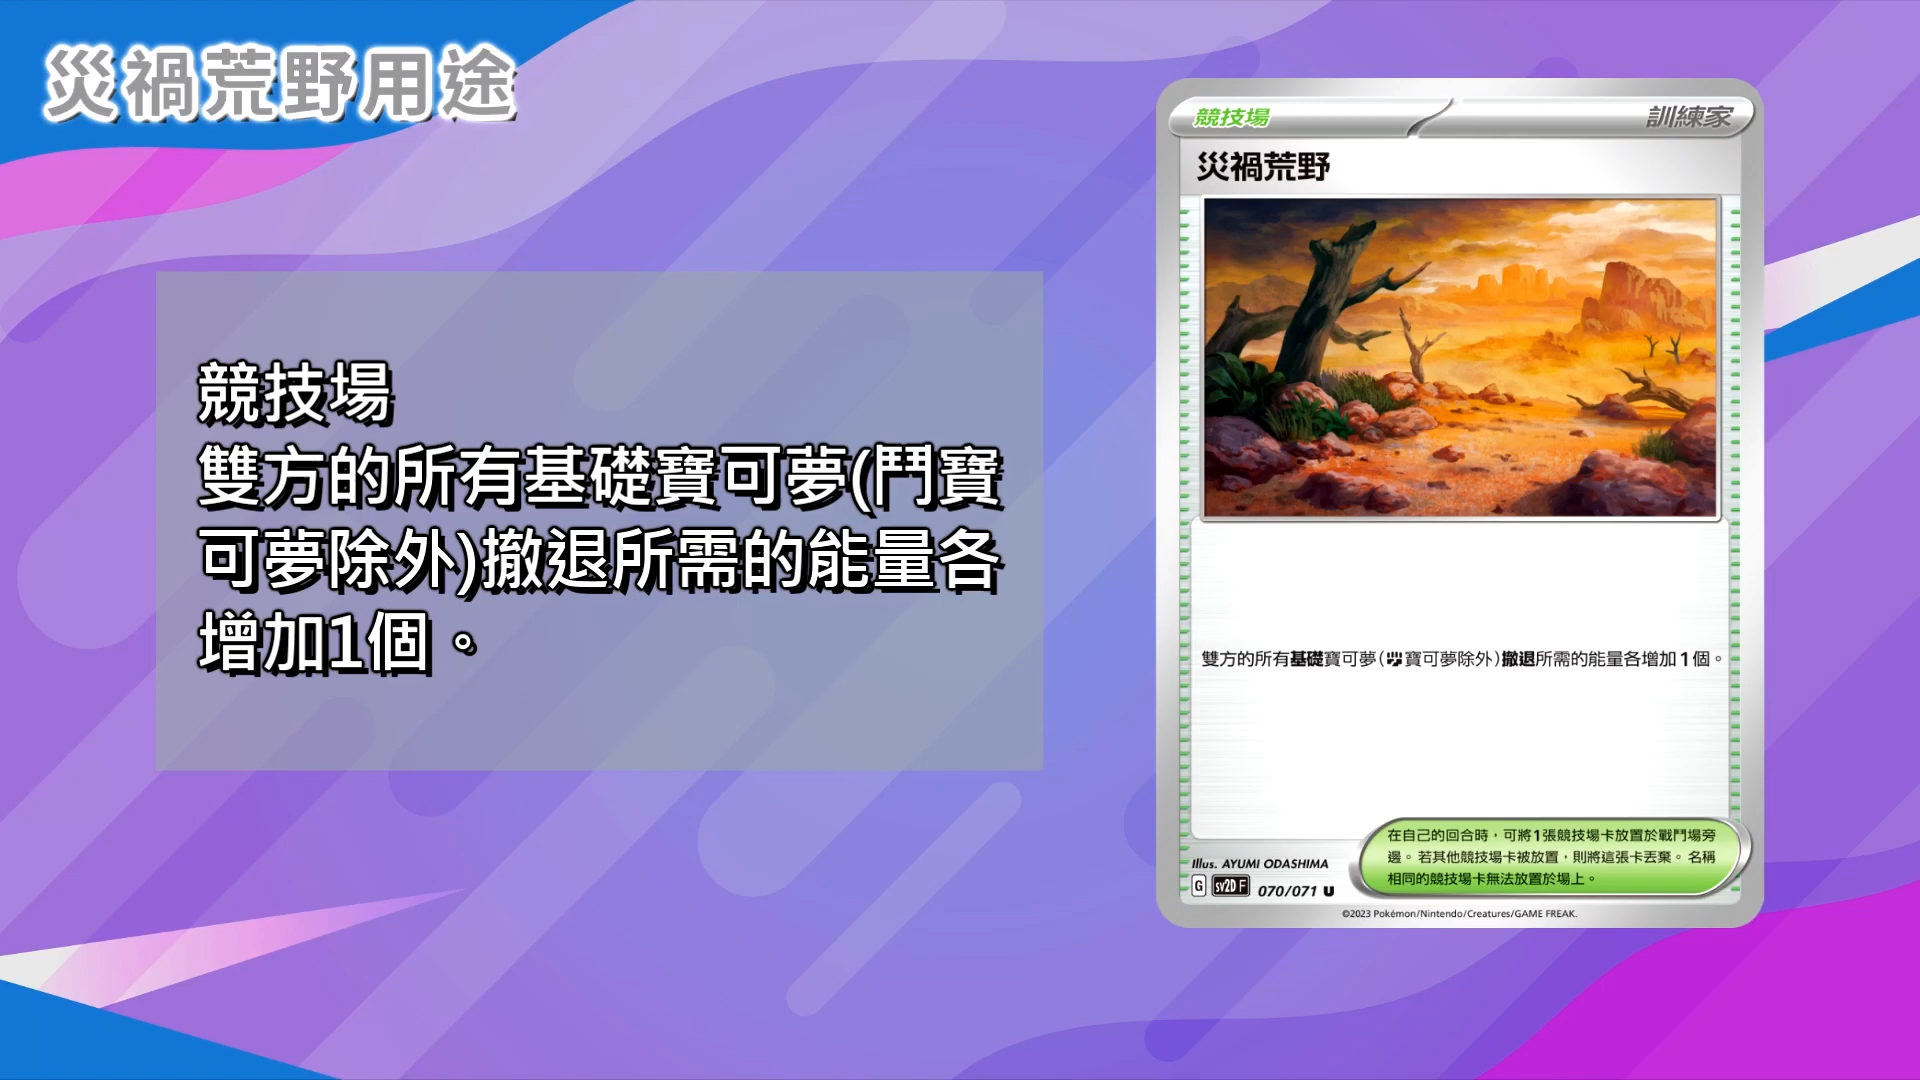 災禍荒野用途
競技場
雙方的所有基礎寶可夢(鬥寶
可夢除外)撤退所需的能量各
增加1個。
競技場
訓練家
災禍荒野
雙方的所有基礎寶可夢(寶可夢除外)撤退所需的能量各增加1個。
在自己的回合時，可將1張競技場卡放置於戰鬥場旁
邊。若其他競技場卡被放置，則將這張卡丟棄。名稱
相同的競技場卡無法放置於場上。
Illus. AYUMI ODASHIMA
G sv2D F 070/071 U
©2023 Pokémon/Nintendo/Creatures/GAME FREAK.